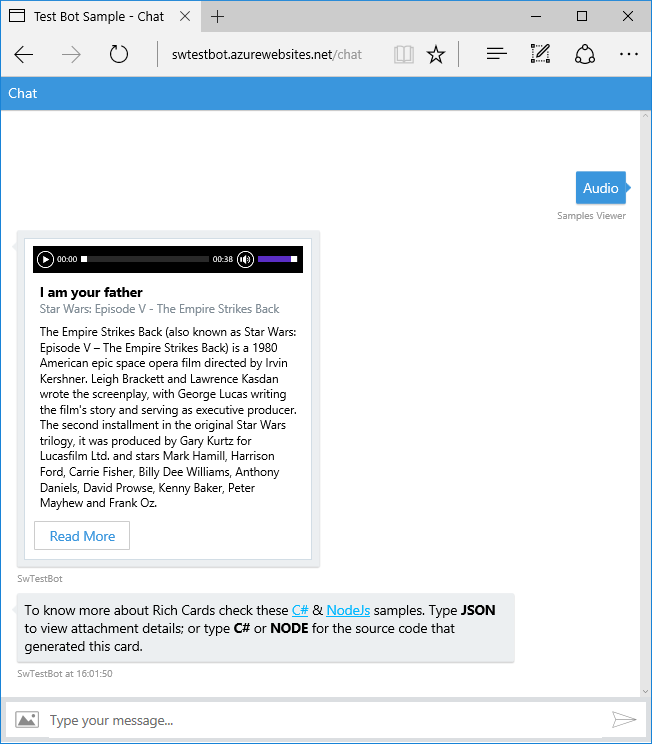 Test Bot Sample - Chat
swtestbot.azurewebsites.net/chat
Chat
Audio
Samples Viewer
00:00
00:38
I am your father
Star Wars: Episode V - The Empire Strikes Back
The Empire Strikes Back (also known as Star Wars:
Episode V – The Empire Strikes Back) is a 1980
American epic space opera film directed by Irvin
Kershner. Leigh Brackett and Lawrence Kasdan
wrote the screenplay, with George Lucas writing
the film's story and serving as executive producer.
The second installment in the original Star Wars
trilogy, it was produced by Gary Kurtz for
Lucasfilm Ltd. and stars Mark Hamill, Harrison
Ford, Carrie Fisher, Billy Dee Williams, Anthony
Daniels, David Prowse, Kenny Baker, Peter
Mayhew and Frank Oz.
Read More
SwTestBot
To know more about Rich Cards check these C# & NodeJs samples. Type JSON
to view attachment details; or type C# or NODE for the source code that
generated this card.
SwTestBot at 16:01:50
Type your message...